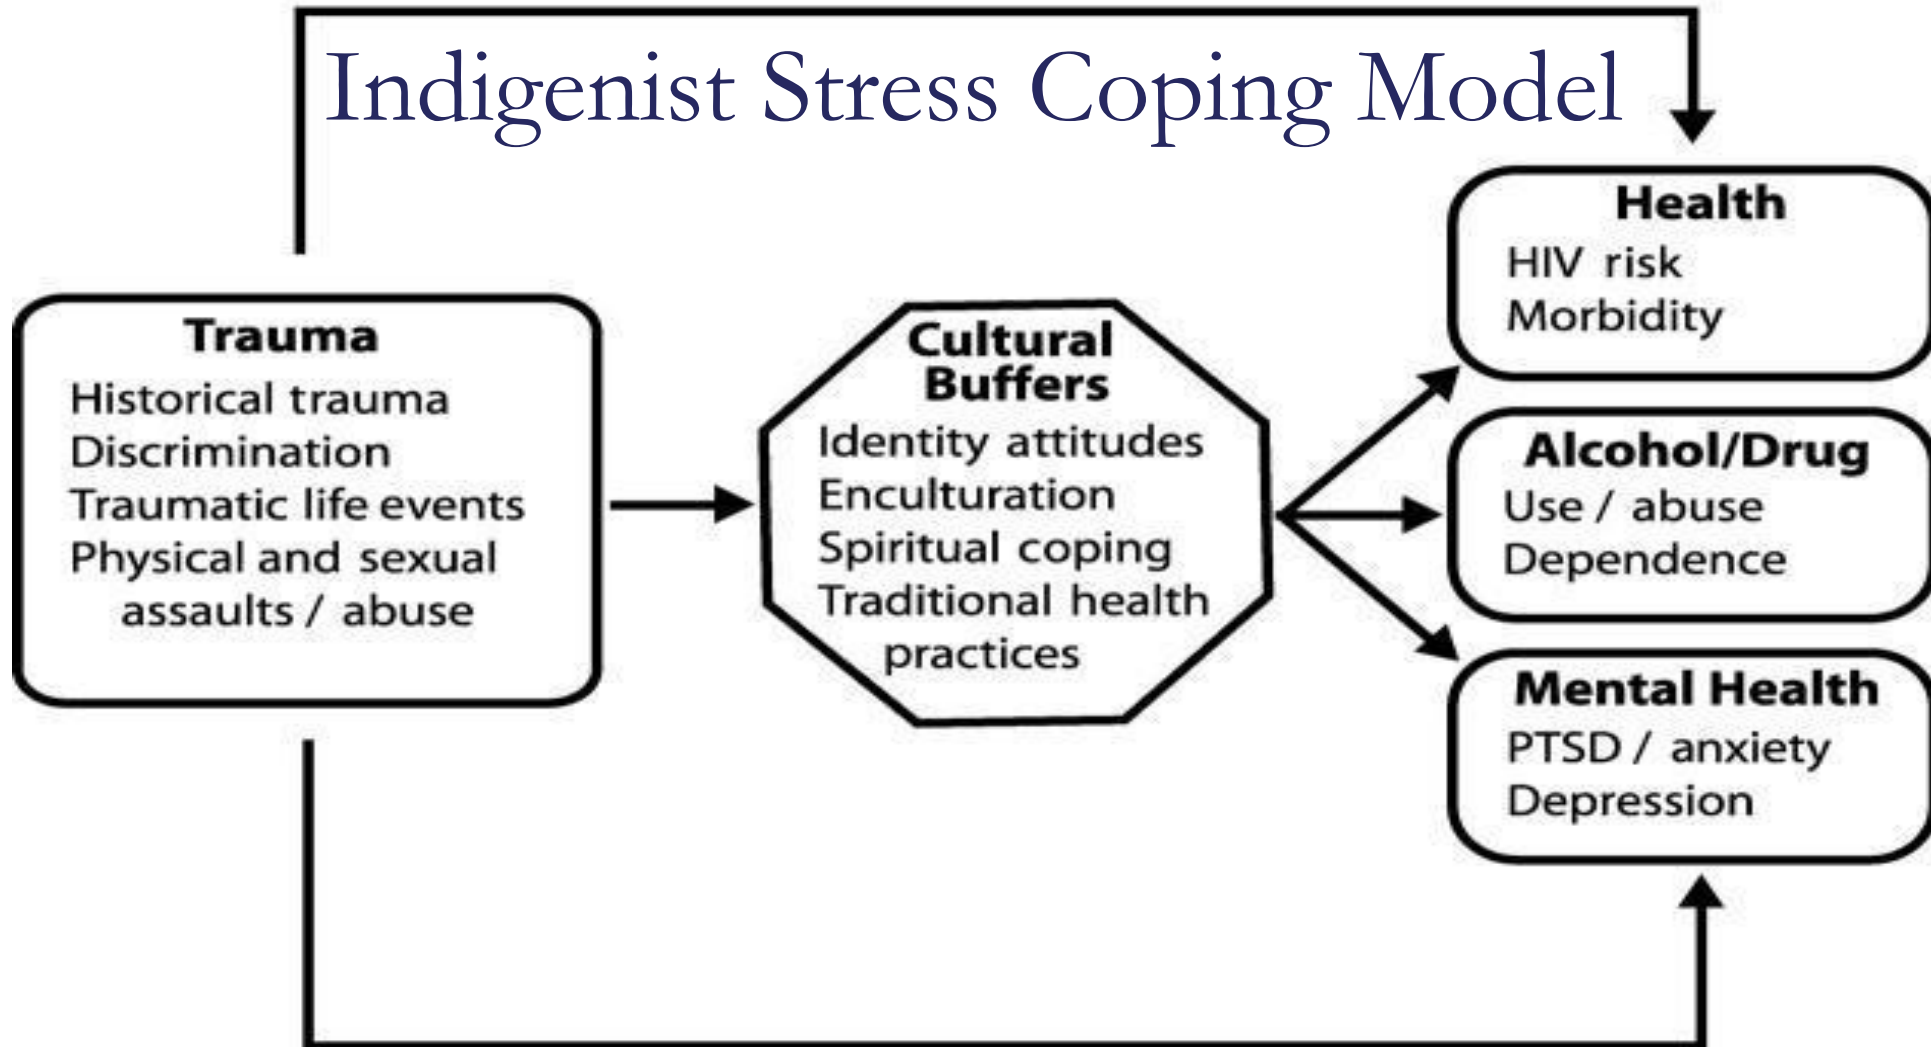 Indigenist Stress Coping Model
Trauma
Historical trauma
Discrimination
Traumatic life events
Physical and sexual
assaults / abuse
Cultural
Buffers
Identity attitudes
Enculturation
Spiritual coping
Traditional health
practices
Health
HIV risk
Morbidity
Alcohol/Drug
Use / abuse
Dependence
Mental Health
PTSD / anxiety
Depression